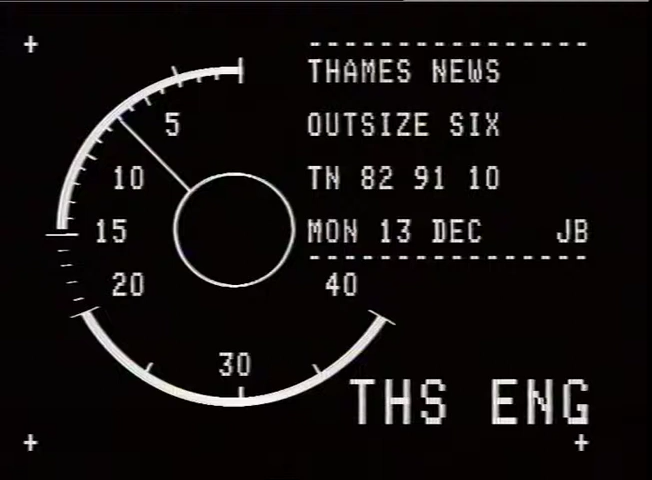 THAMES NEWS
OUTSIZE SIX
TN 82 91 10
MON 13 DEC JB
5
10
15
20
30
40
THS ENG